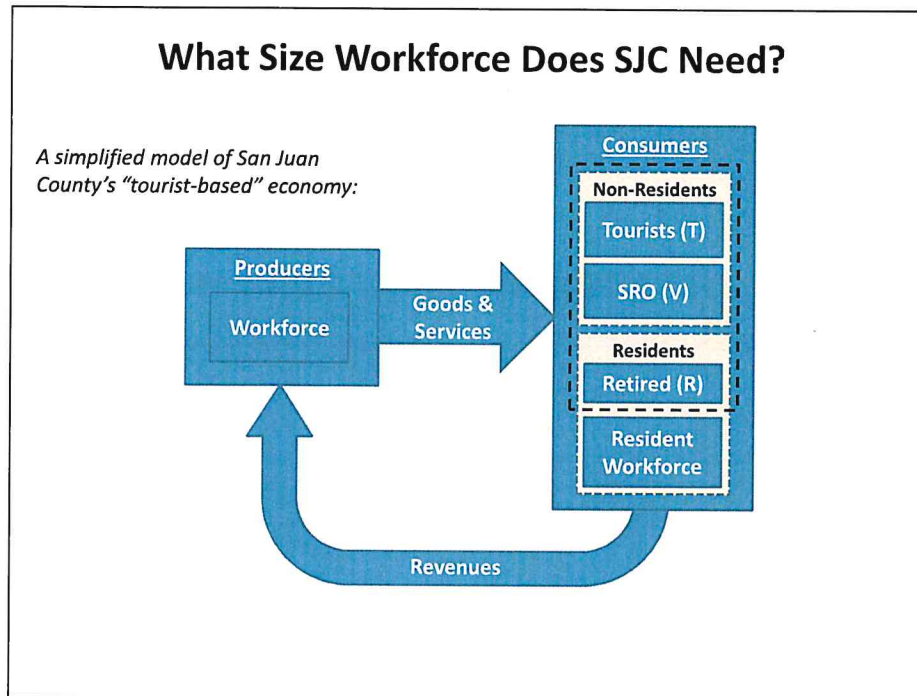 What Size Workforce Does SJC Need?
A simplified model of San Juan
County's "tourist-based" economy:
Producers
Workforce
Goods &
Services
Consumers
Non-Residents
Tourists (T)
SRO (V)
Residents
Retired (R)
Resident
Workforce
Revenues